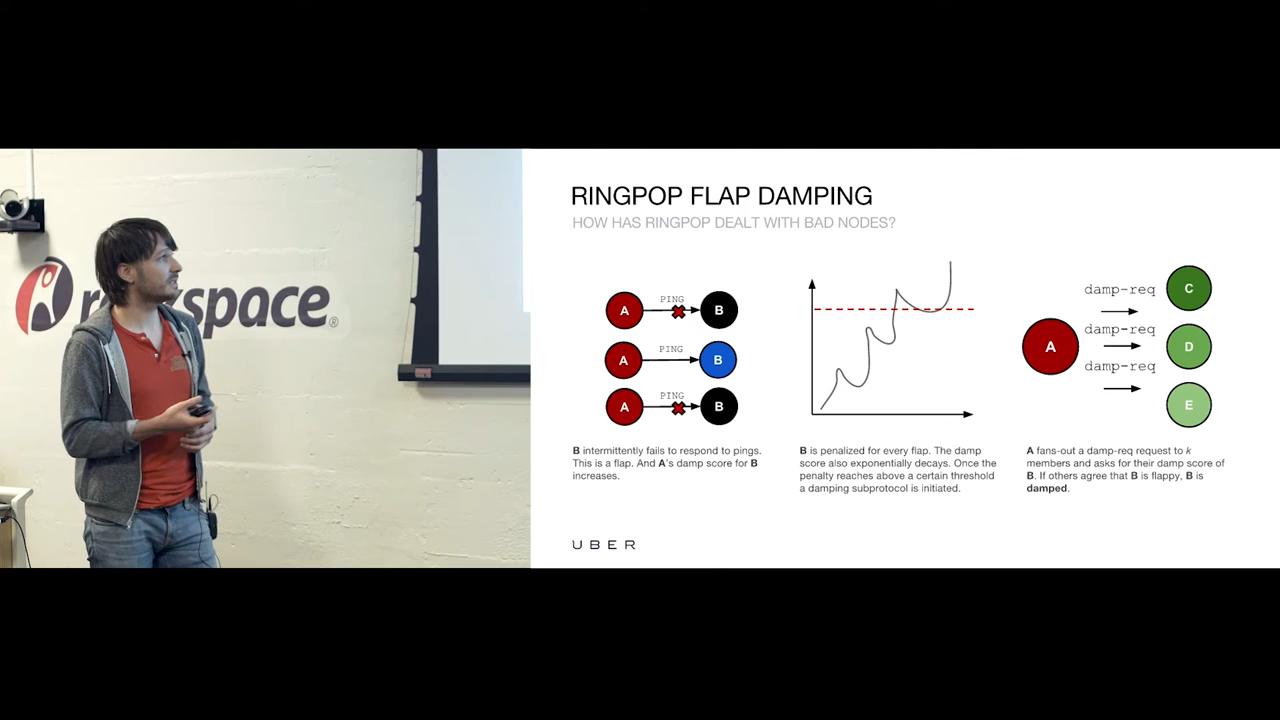 rackspace®
RINGPOP FLAP DAMPING
HOW HAS RINGPOP DEALT WITH BAD NODES?
A PING B
A PING B
A PING B
B intermittently fails to respond to pings.
This is a flap. And A's damp score for B
increases.
B is penalized for every flap. The damp
score also exponentially decays. Once the
penalty reaches above a certain threshold
a damping subprotocol is initiated.
damp-req C
A damp-req D
damp-req E
A fans-out a damp-req request to k
members and asks for their damp score of
B. If others agree that B is flappy, B is
damped.
UBER